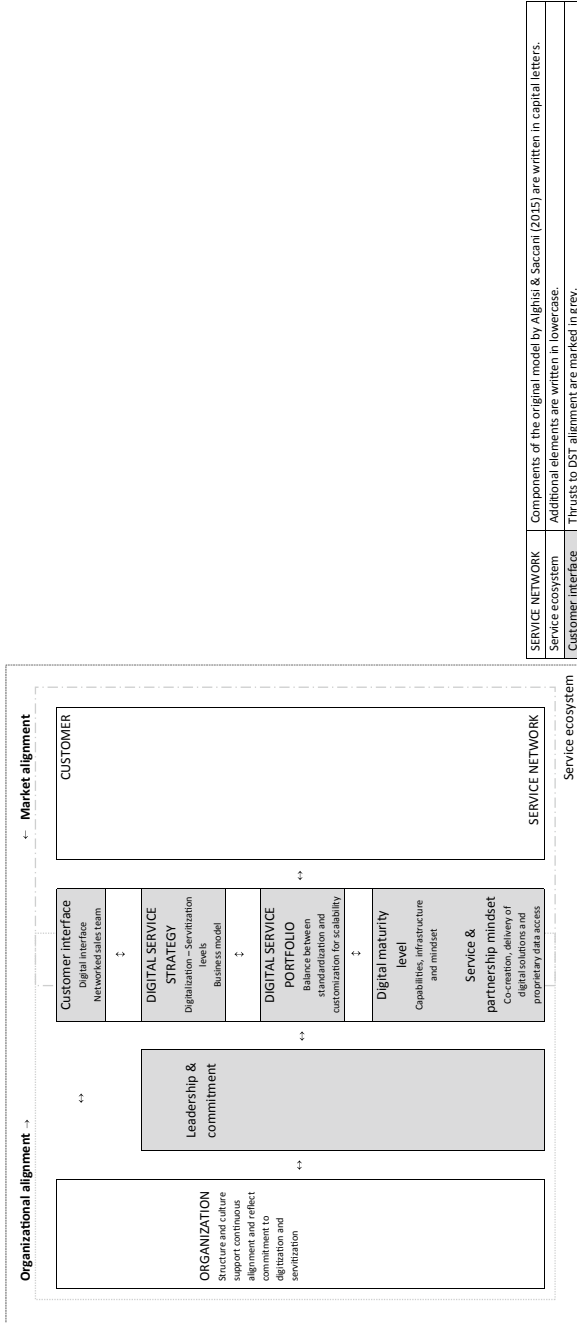 Organizational alignment →
← Market alignment
ORGANIZATION
Structure and culture
support continuous
alignment and reflect
commitment to
digitization and
servitization
↔
↔
Leadership &
commitment
↔
Customer interface
Digital interface
Networked sales team
↔
DIGITAL SERVICE
STRATEGY
Digitalization – Servitization
levels
Business model
↔
DIGITAL SERVICE
PORTFOLIO
Balance between
standardization and
customization for scalability
↔
Digital maturity
level
Capabilities, infrastructure
and mindset
Service &
partnership mindset
Co-creation, delivery of
digital solutions and
proprietary data access
↔
CUSTOMER
SERVICE NETWORK
Service ecosystem
SERVICE NETWORK Components of the original model by Alghisi & Saccani (2015) are written in capital letters.
Service ecosystem Additional elements are written in lowercase.
Customer interface Thrusts to DST alignment are marked in grey.